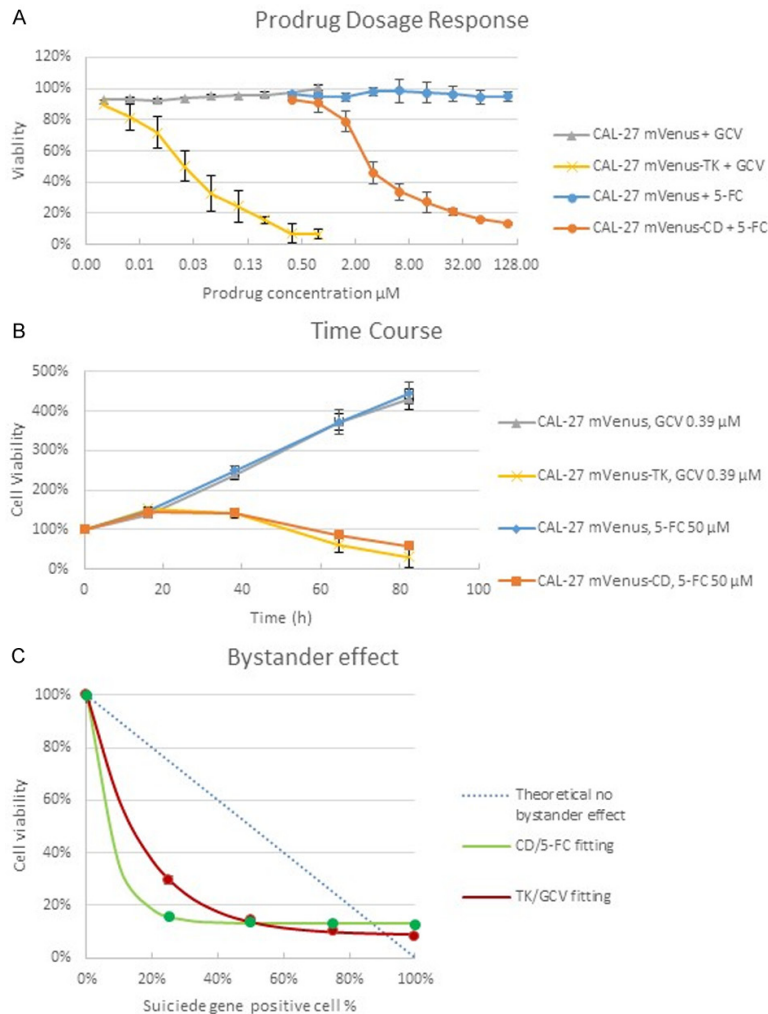 A
Prodrug Dosage Response
120%
100%
80%
60%
40%
20%
0%
Viablity
0.00 0.01 0.03 0.13 0.50 2.00 8.00 32.00 128.00
Prodrug concentration µM
CAL-27 mVenus + GCV
CAL-27 mVenus-TK + GCV
CAL-27 mVenus + 5-FC
CAL-27 mVenus-CD + 5-FC
B
Time Course
500%
400%
300%
200%
100%
0%
Cell Viability
0 20 40 60 80 100
Time (h)
CAL-27 mVenus, GCV 0.39 µM
CAL-27 mVenus-TK, GCV 0.39 µM
CAL-27 mVenus, 5-FC 50 µM
CAL-27 mVenus-CD, 5-FC 50 µM
C
Bystander effect
100%
80%
60%
40%
20%
0%
Cell viability
0% 20% 40% 60% 80% 100%
Suiciede gene positive cell %
Theoretical no
bystander effect
CD/5-FC fitting
TK/GCV fitting